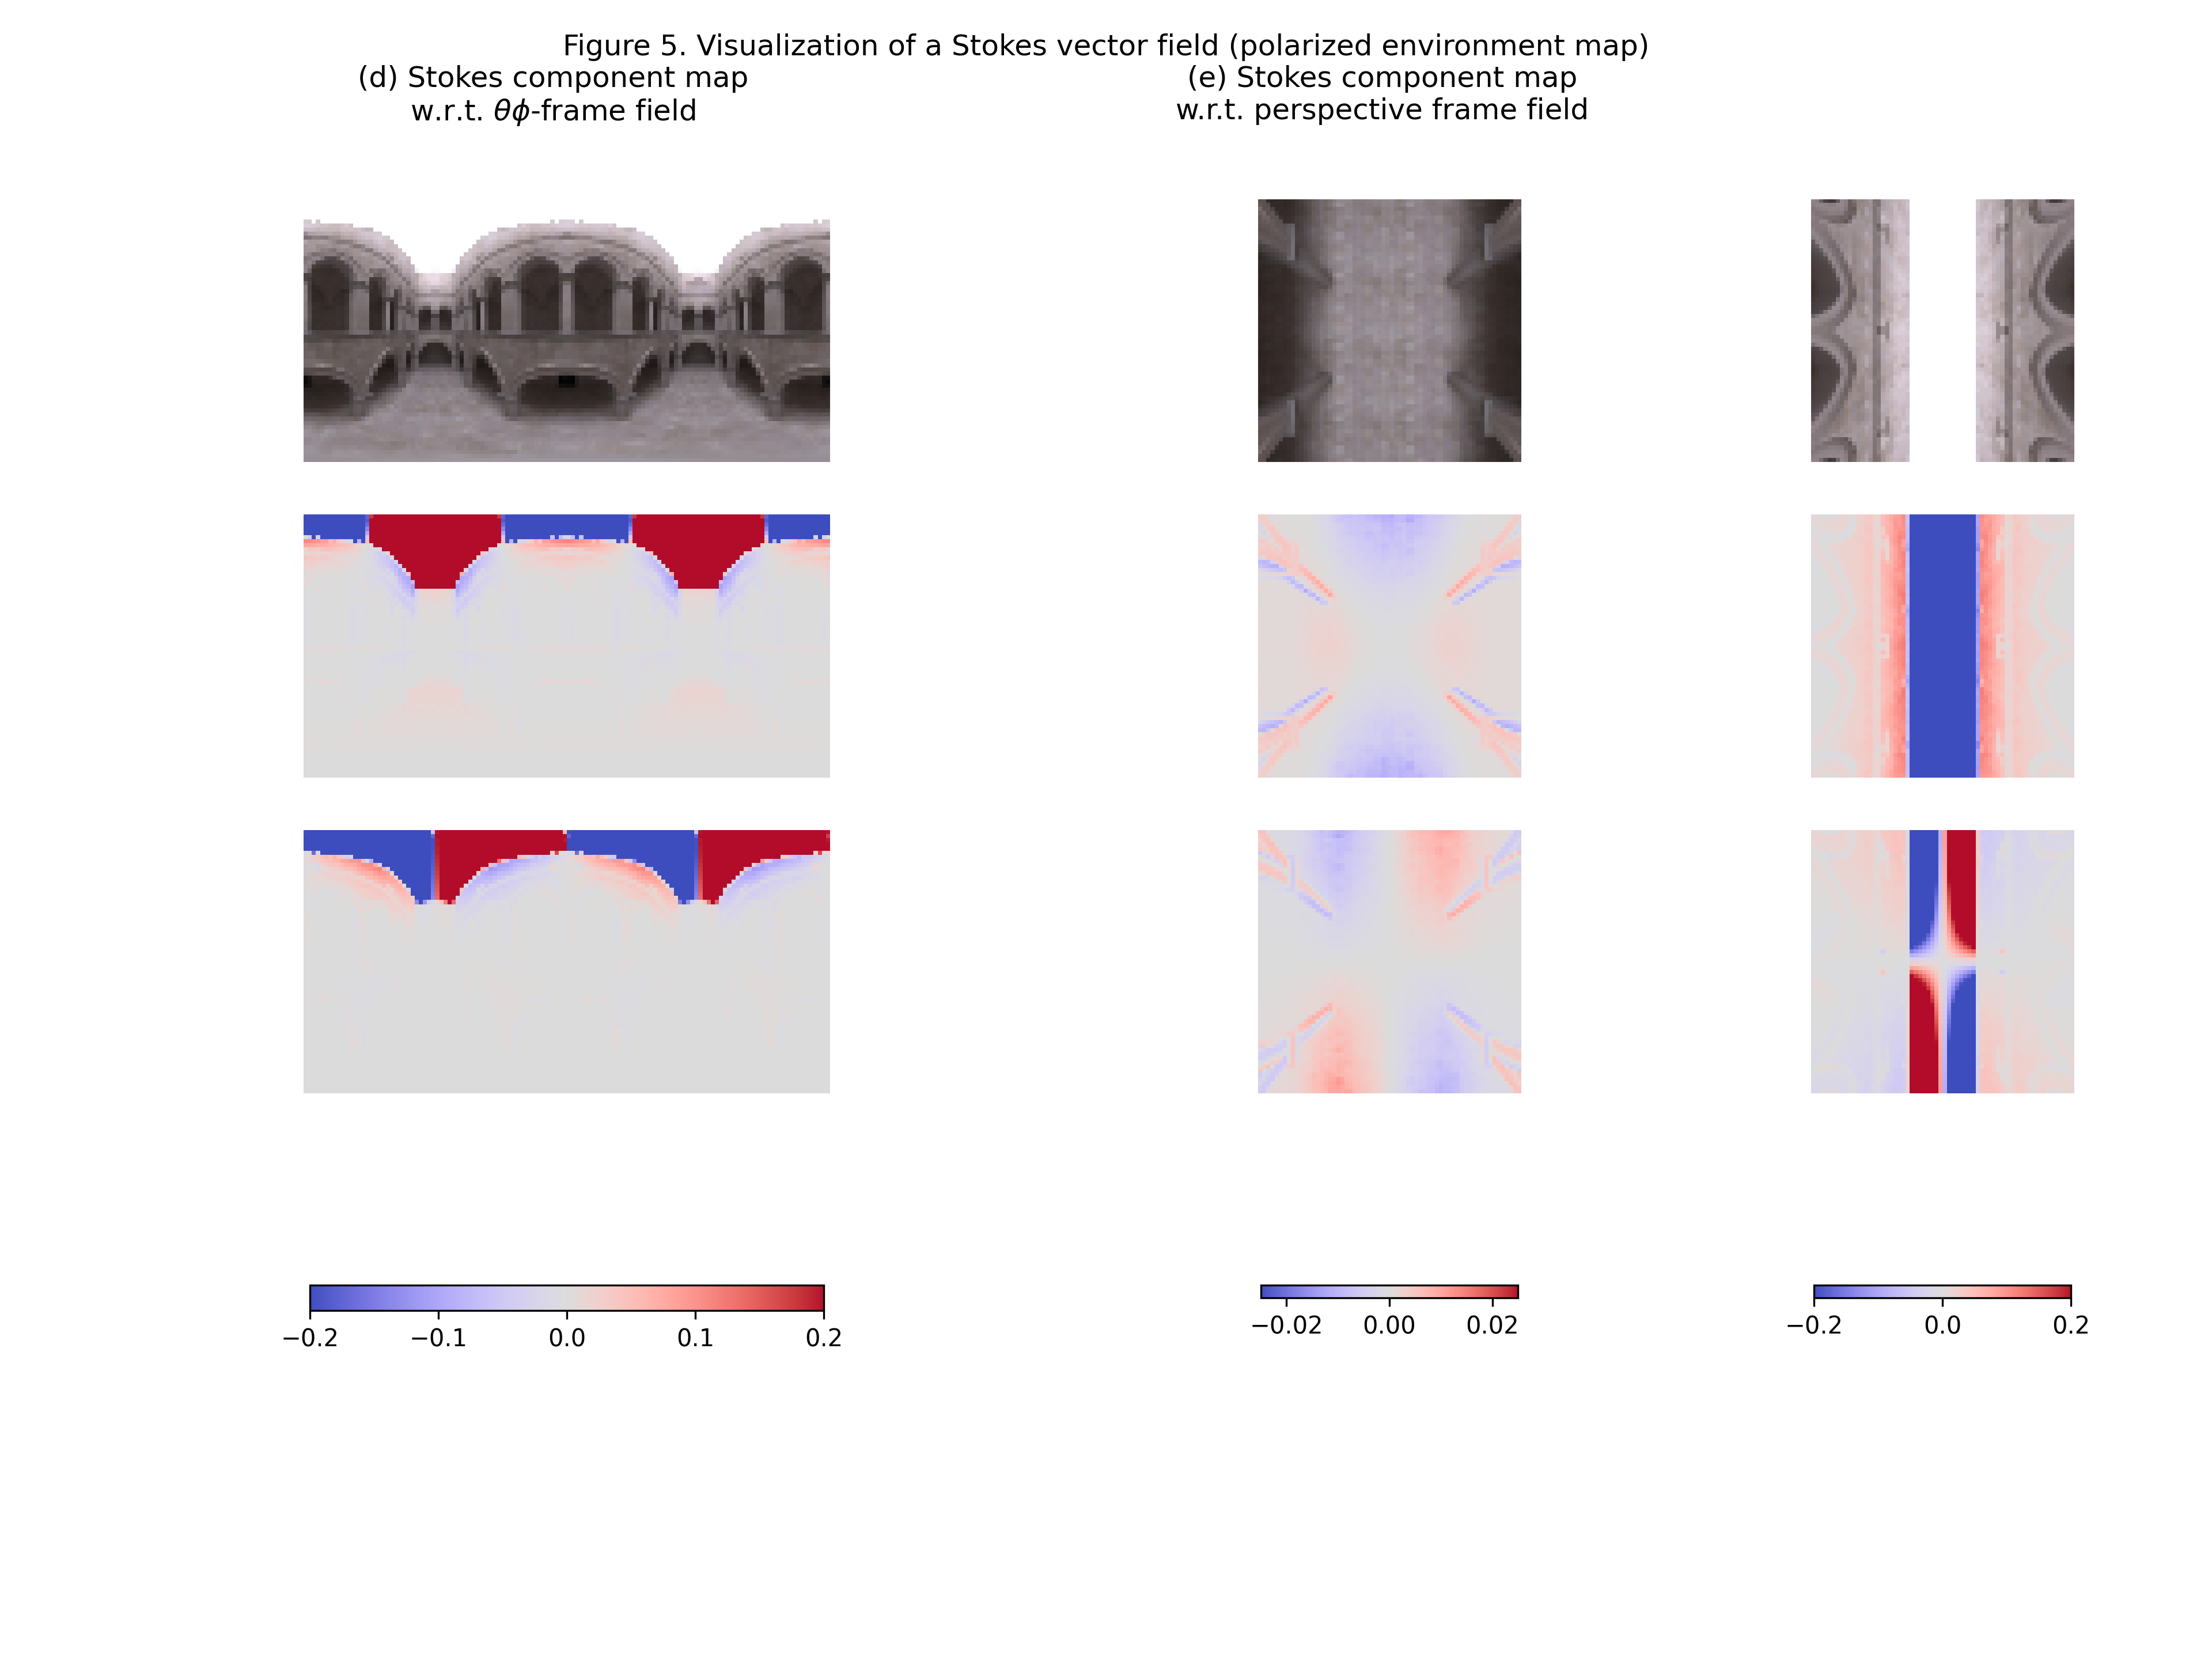 Figure 5. Visualization of a Stokes vector field (polarized environment map)
(d) Stokes component map
w.r.t. θϕ-frame field
(e) Stokes component map
w.r.t. perspective frame field
−0.2 −0.1 0.0 0.1 0.2
−0.02 0.00 0.02
−0.2 0.0 0.2